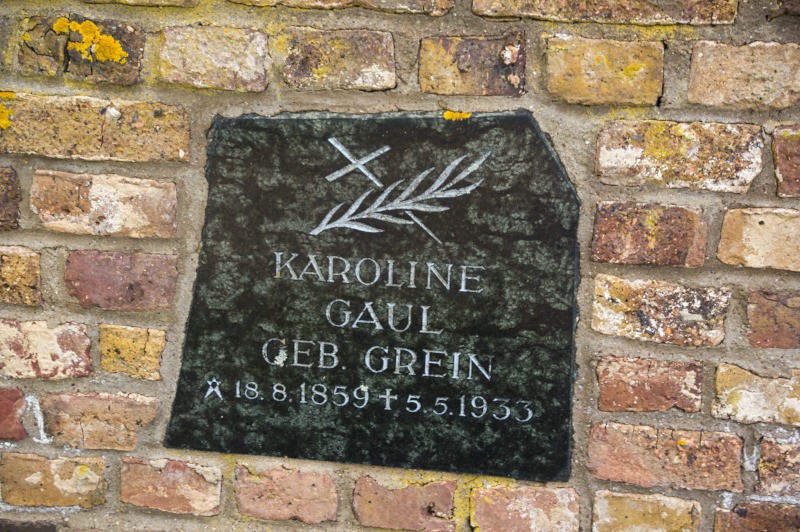 KAROLINE
GAUL
GEB. GREIN
* 18.8.1859 † 5.5.1933